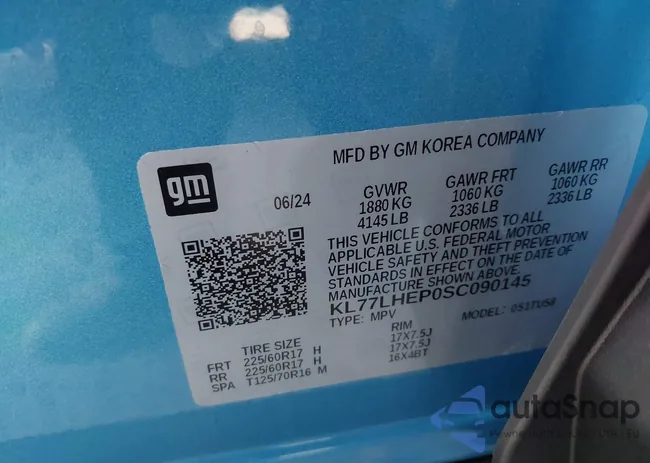 MFD BY GM KOREA COMPANY
gm
06/24
GVWR GAWR FRT GAWR RR
1880 KG 1060 KG 1060 KG
4145 LB 2336 LB 2336 LB
THIS VEHICLE CONFORMS TO ALL
APPLICABLE U.S. FEDERAL MOTOR
VEHICLE SAFETY AND THEFT PREVENTION
STANDARDS IN EFFECT ON THE DATE OF
MANUFACTURE SHOWN ABOVE.
KL77LHEP0SC090145
TYPE: MPV MODEL: 0S1TU58
TIRE SIZE RIM
FRT 225/60R17 H 17X7.5J
RR 225/60R17 H 17X7.5J
SPA T125/70R16 M 16X4BT
autoSnap